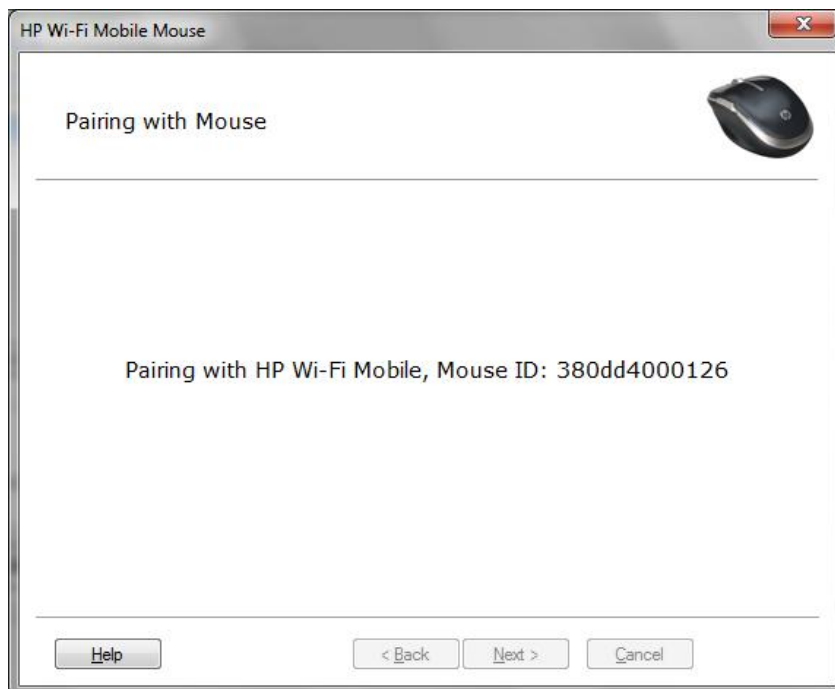 HP Wi-Fi Mobile Mouse
Pairing with Mouse
Pairing with HP Wi-Fi Mobile, Mouse ID: 380dd4000126
Help
< Back
Next >
Cancel